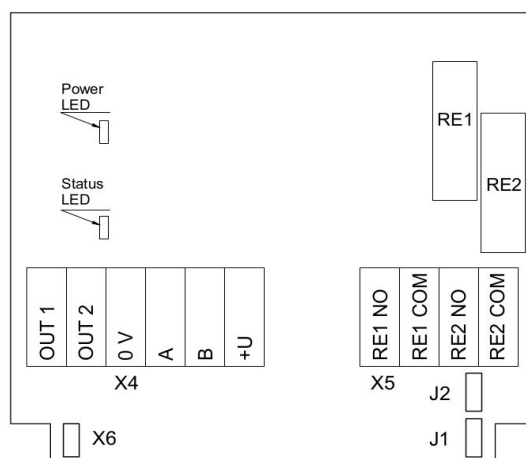 Power
LED
RE1
RE2
Status
LED
OUT 1
OUT 2
0 V
A
B
+U
RE1 NO
RE1 COM
RE2 NO
RE2 COM
X4
X5
J2
X6
J1